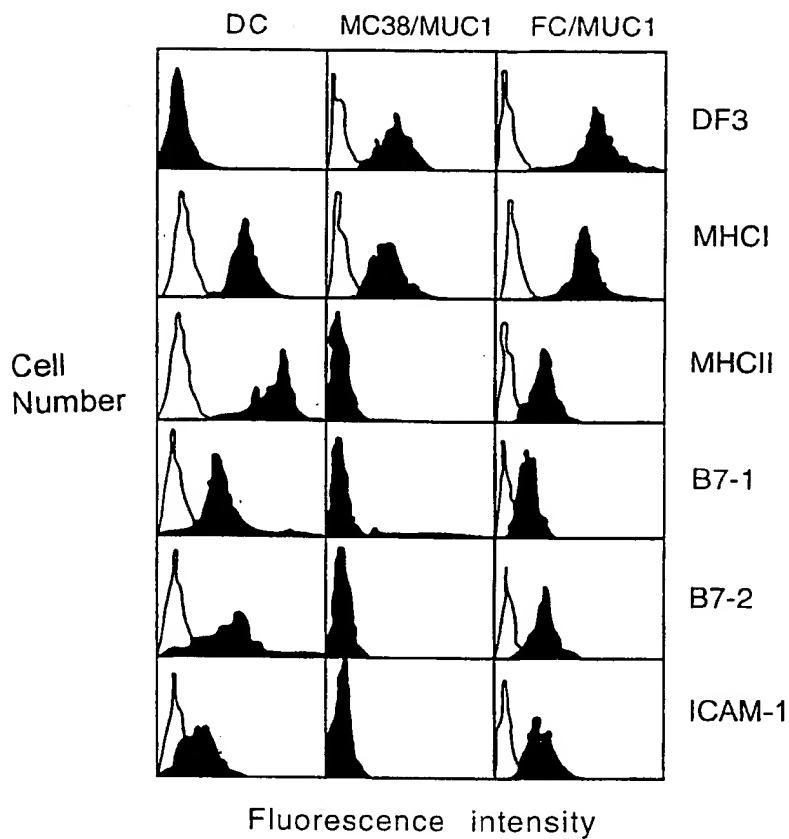 DC MC38/MUC1 FC/MUC1
DF3
MHCI
MHCII
Cell
Number
B7-1
B7-2
ICAM-1
Fluorescence intensity